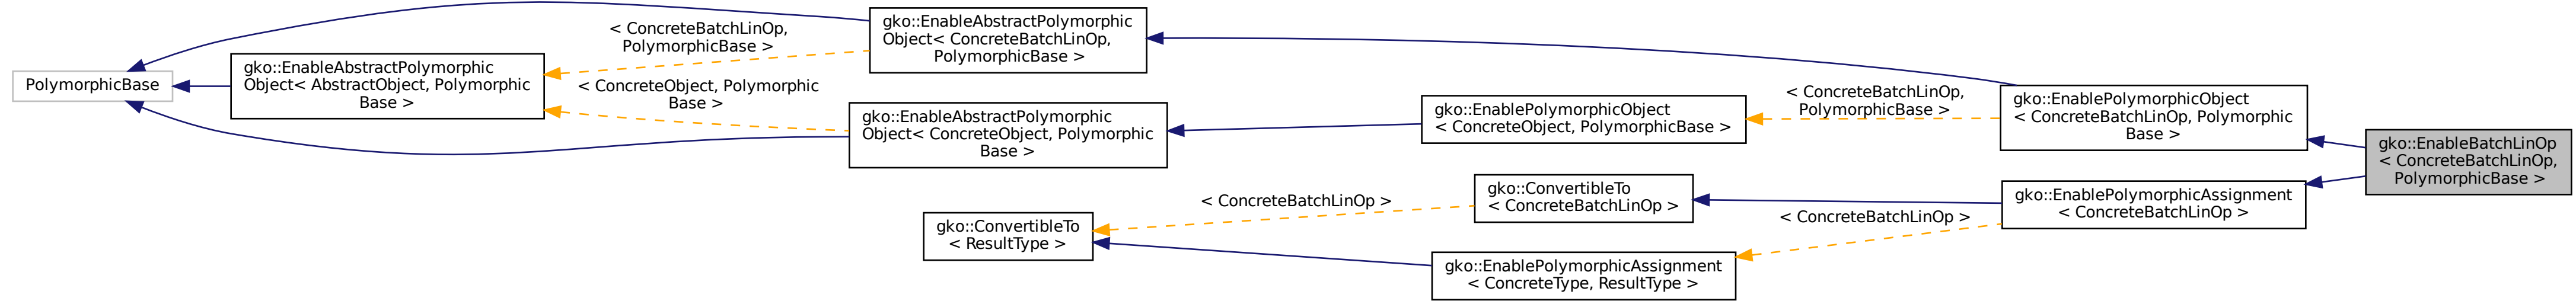 PolymorphicBase
gko::EnableAbstractPolymorphic
Object< AbstractObject, Polymorphic
Base >
< ConcreteBatchLinOp,
PolymorphicBase >
< ConcreteObject, Polymorphic
Base >
gko::EnableAbstractPolymorphic
Object< ConcreteBatchLinOp,
PolymorphicBase >
gko::EnableAbstractPolymorphic
Object< ConcreteObject, Polymorphic
Base >
gko::ConvertibleTo
< ResultType >
< ConcreteBatchLinOp >
gko::EnablePolymorphicObject
< ConcreteObject, PolymorphicBase >
gko::ConvertibleTo
< ConcreteBatchLinOp >
gko::EnablePolymorphicAssignment
< ConcreteType, ResultType >
< ConcreteBatchLinOp,
PolymorphicBase >
< ConcreteBatchLinOp >
gko::EnablePolymorphicObject
< ConcreteBatchLinOp, Polymorphic
Base >
gko::EnablePolymorphicAssignment
< ConcreteBatchLinOp >
gko::EnableBatchLinOp
< ConcreteBatchLinOp,
PolymorphicBase >